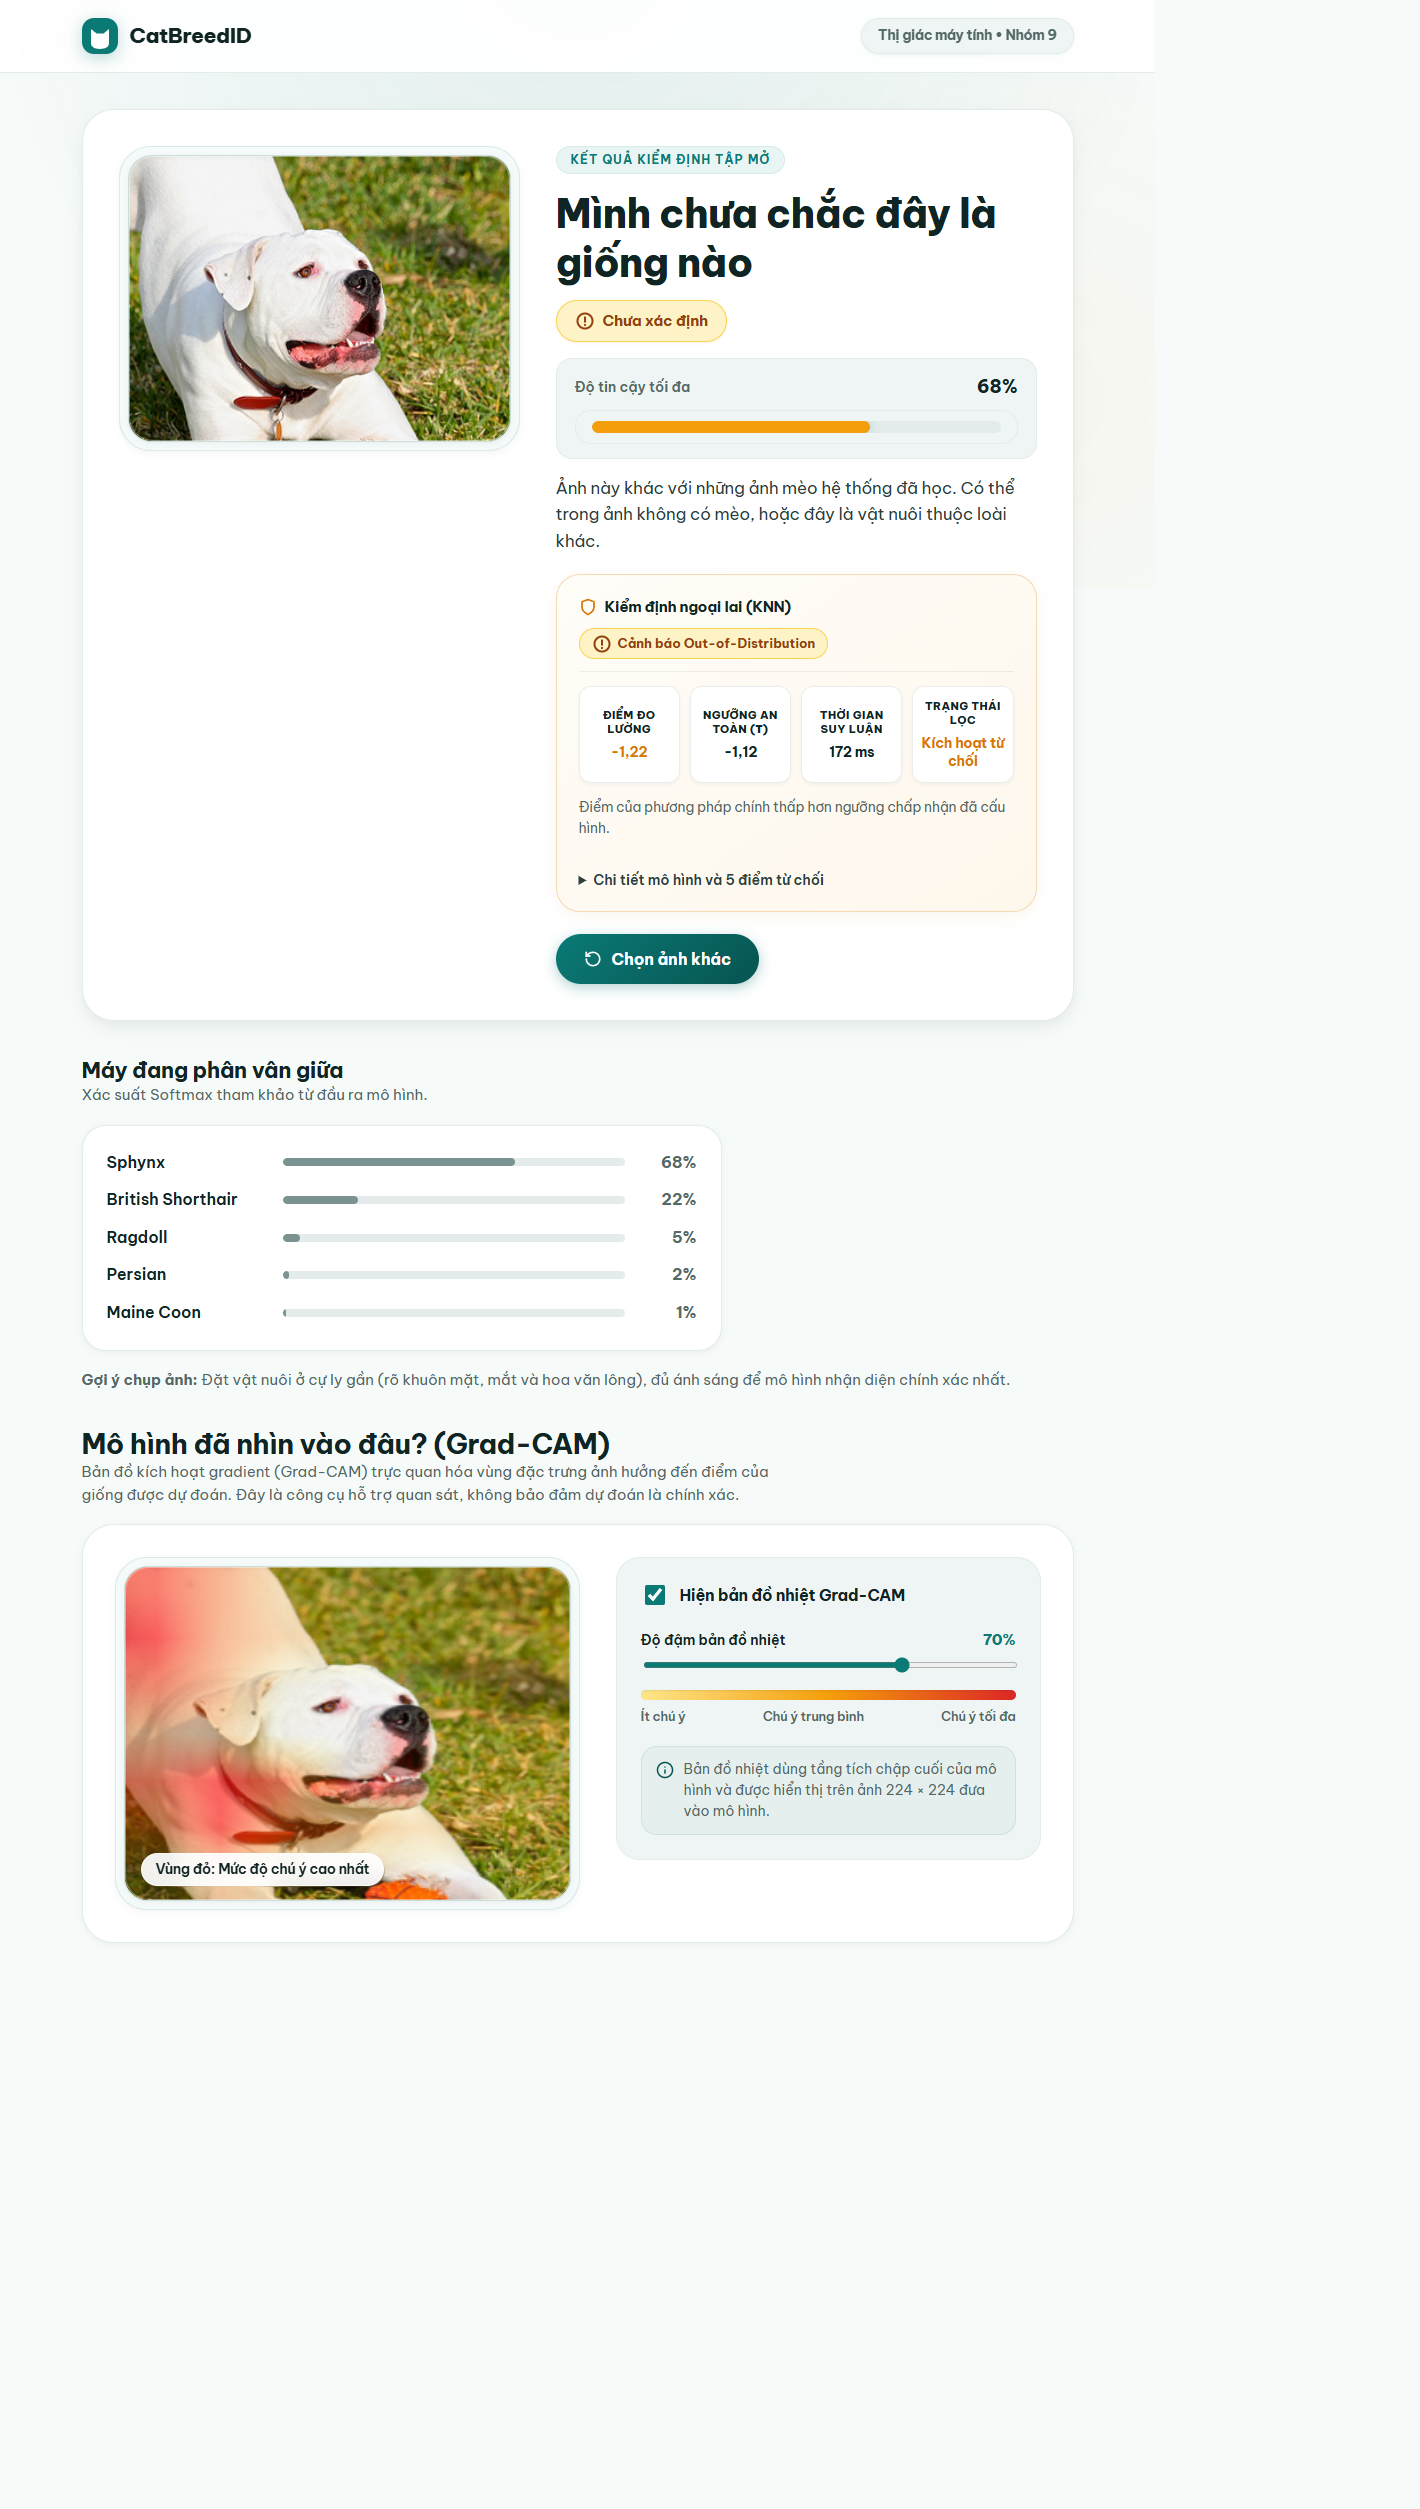 CatBreedID
Thị giác máy tính • Nhóm 9
KẾT QUẢ KIỂM ĐỊNH TẬP MỞ
Mình chưa chắc đây là
giống nào
Chưa xác định
Độ tin cậy tối đa
68%
Ảnh này khác với những ảnh mèo hệ thống đã học. Có thể
trong ảnh không có mèo, hoặc đây là vật nuôi thuộc loài
khác.
Kiểm định ngoại lai (KNN)
Cảnh báo Out-of-Distribution
ĐIỂM ĐO
LƯỜNG
-1,22
NGƯỠNG AN
TOÀN (T)
-1,12
THỜI GIAN
SUY LUẬN
172 ms
TRẠNG THÁI
LỌC
Kích hoạt từ
chối
Điểm của phương pháp chính thấp hơn ngưỡng chấp nhận đã cấu
hình.
Chi tiết mô hình và 5 điểm từ chối
Chọn ảnh khác
Máy đang phân vân giữa
Xác suất Softmax tham khảo từ đầu ra mô hình.
Sphynx 68%
British Shorthair 22%
Ragdoll 5%
Persian 2%
Maine Coon 1%
Gợi ý chụp ảnh: Đặt vật nuôi ở cự ly gần (rõ khuôn mặt, mắt và hoa văn lông), đủ ánh sáng để mô hình nhận diện chính xác nhất.
Mô hình đã nhìn vào đâu? (Grad-CAM)
Bản đồ kích hoạt gradient (Grad-CAM) trực quan hóa vùng đặc trưng ảnh hưởng đến điểm của
giống được dự đoán. Đây là công cụ hỗ trợ quan sát, không bảo đảm dự đoán là chính xác.
Vùng đỏ: Mức độ chú ý cao nhất
Hiện bản đồ nhiệt Grad-CAM
Độ đậm bản đồ nhiệt
70%
Ít chú ý
Chú ý trung bình
Chú ý tối đa
Bản đồ nhiệt dùng tầng tích chập cuối của mô
hình và được hiển thị trên ảnh 224 × 224 đưa
vào mô hình.